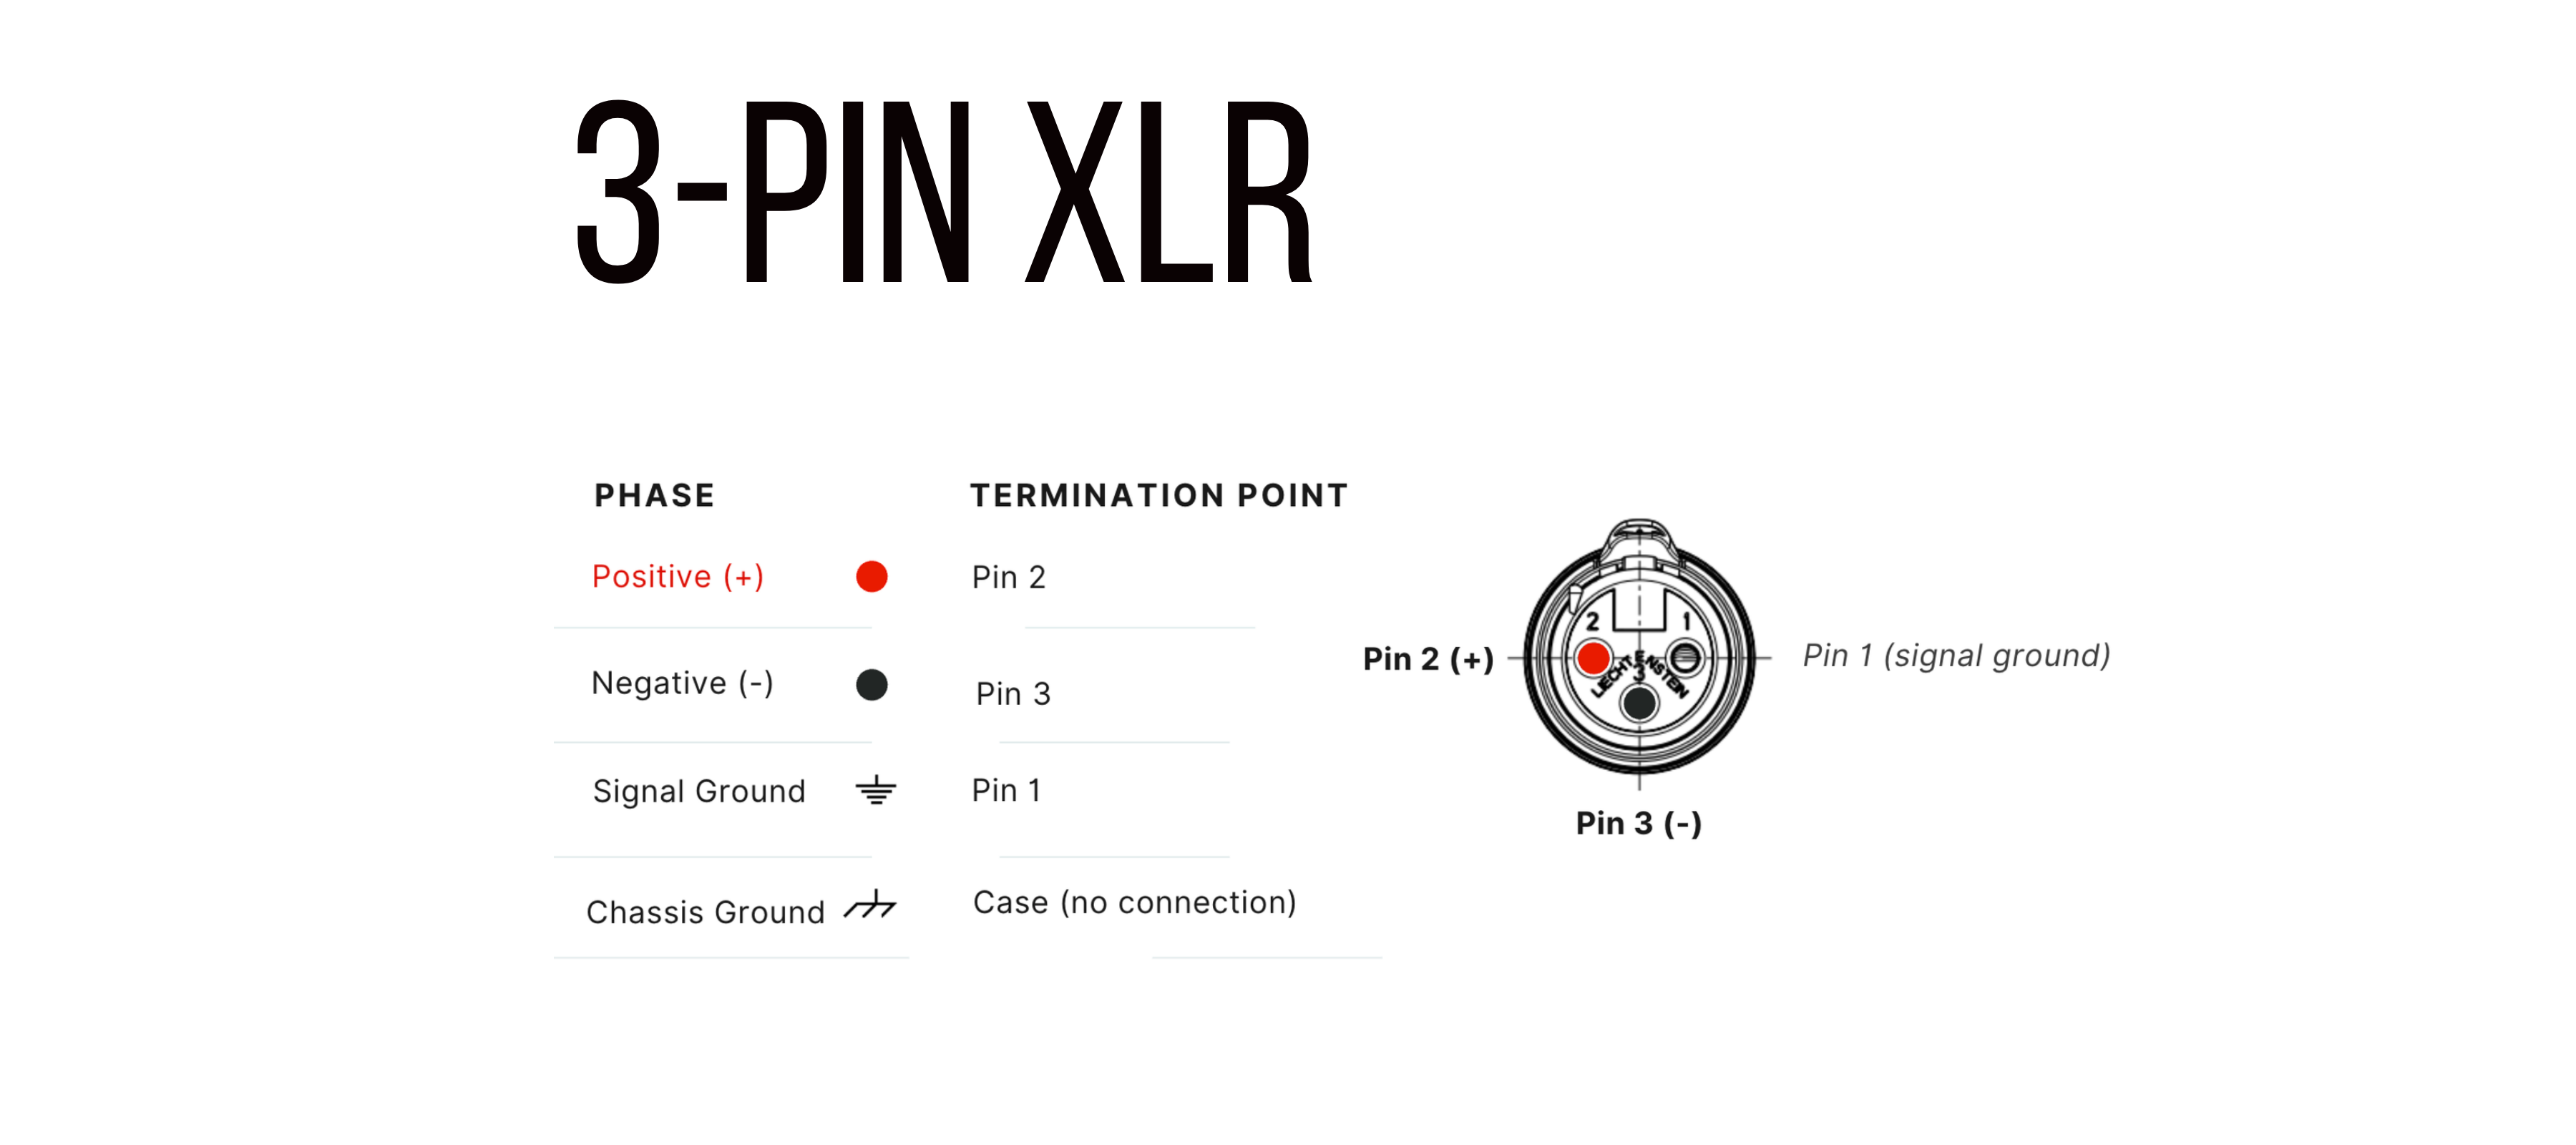 3-PIN XLR
PHASE TERMINATION POINT
Positive (+) Pin 2
Negative (-) Pin 3
Signal Ground Pin 1
Chassis Ground Case (no connection)
2 1
Pin 2 (+) Pin 1 (signal ground)
LIECHTENSTEIN
3
Pin 3 (-)